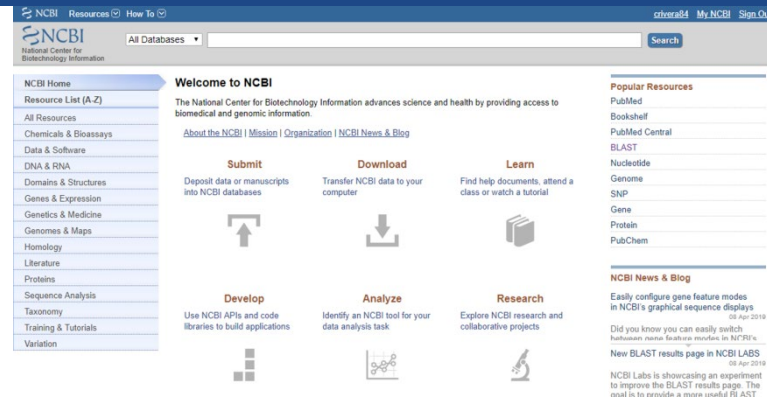 NCBI Resources How To crivera84 My NCBI Sign Ou
NCBI
National Center for
Biotechnology Information
All Databases
Search
NCBI Home
Resource List (A-Z)
All Resources
Chemicals & Bioassays
Data & Software
DNA & RNA
Domains & Structures
Genes & Expression
Genetics & Medicine
Genomes & Maps
Homology
Literature
Proteins
Sequence Analysis
Taxonomy
Training & Tutorials
Variation
Welcome to NCBI
The National Center for Biotechnology Information advances science and health by providing access to
biomedical and genomic information.
About the NCBI | Mission | Organization | NCBI News & Blog
Submit
Deposit data or manuscripts
into NCBI databases
Download
Transfer NCBI data to your
computer
Learn
Find help documents, attend a
class or watch a tutorial
Develop
Use NCBI APIs and code
libraries to build applications
Analyze
Identify an NCBI tool for your
data analysis task
Research
Explore NCBI research and
collaborative projects
Popular Resources
PubMed
Bookshelf
PubMed Central
BLAST
Nucleotide
Genome
SNP
Gene
Protein
PubChem
NCBI News & Blog
Easily configure gene feature modes
in NCBI's graphical sequence displays
08 Apr 2019
Did you know you can easily switch
between gene feature modes in NCBI's
New BLAST results page in NCBI LABS
08 Apr 2019
NCBI Labs is showcasing an experiment
to improve the BLAST results page. The
goal is to provide a more useful BLAST